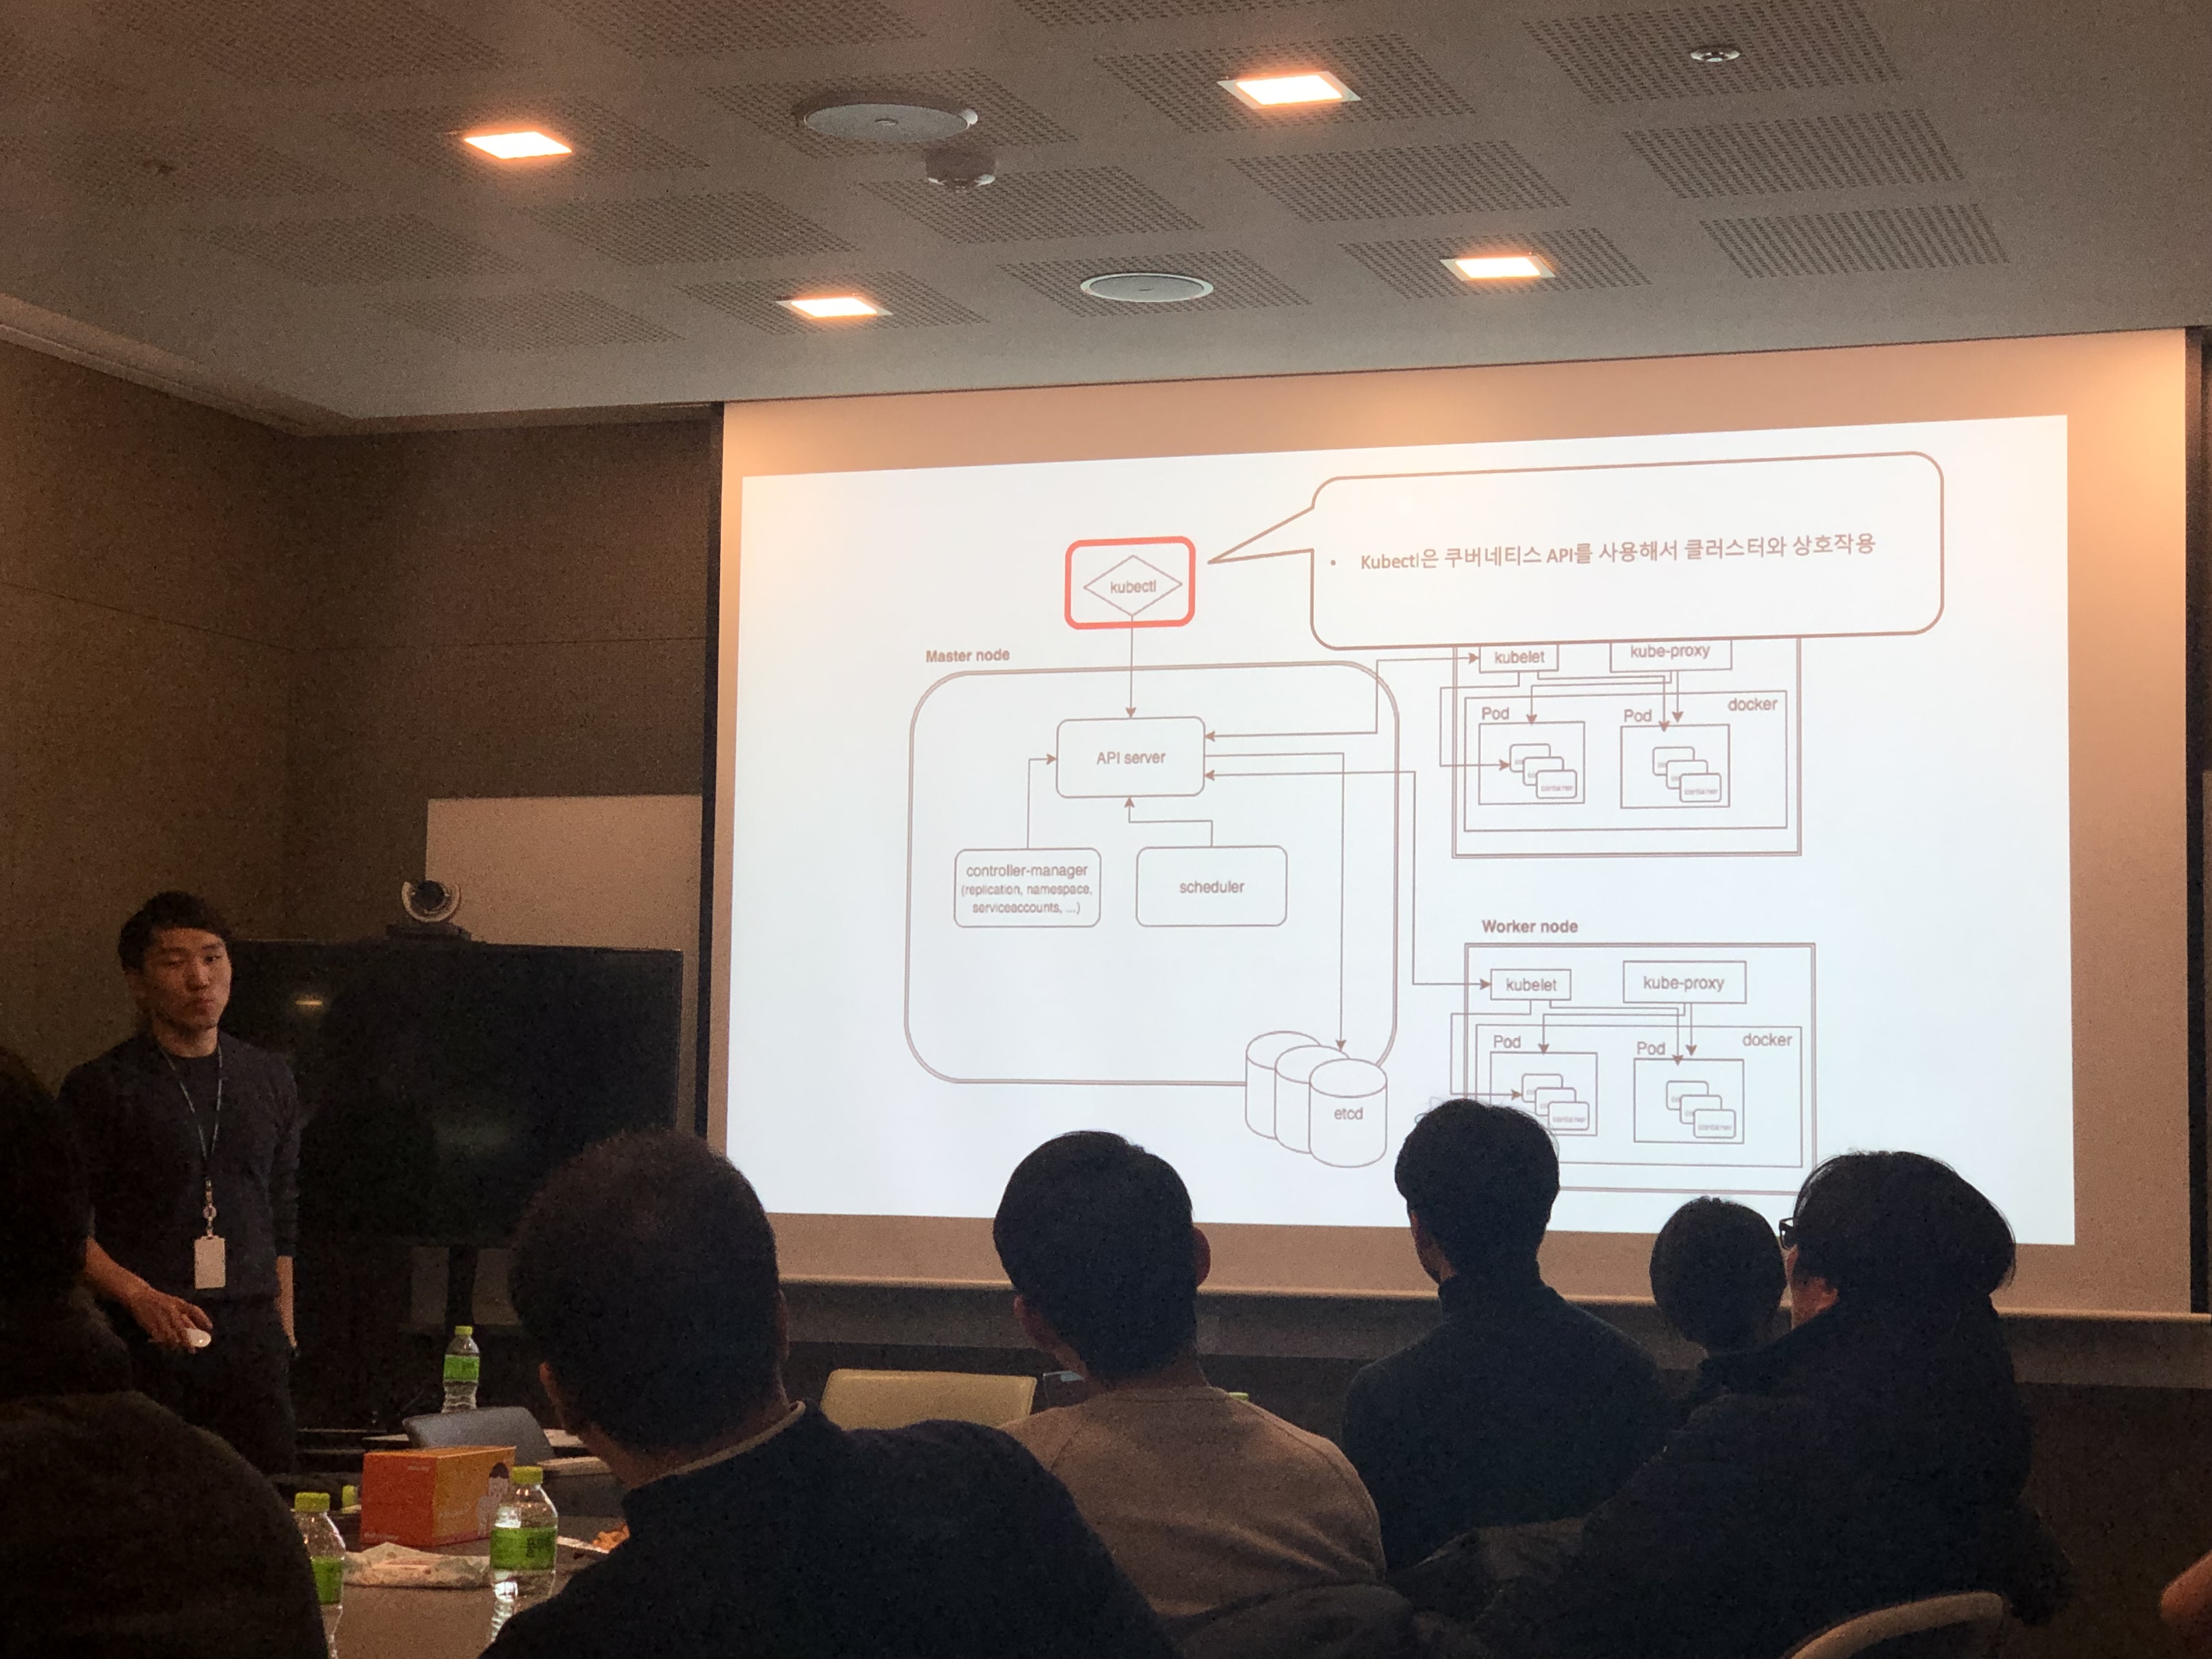 Kubectl은 쿠버네티스 API를 사용해서 클러스터와 상호작용
kubectl
Master node
API server
controller-manager
(replication, namespace,
serviceaccounts, ...)
scheduler
etcd
kubelet
kube-proxy
docker
Pod
Pod
container
container
Worker node
kubelet
kube-proxy
docker
Pod
Pod
container
container